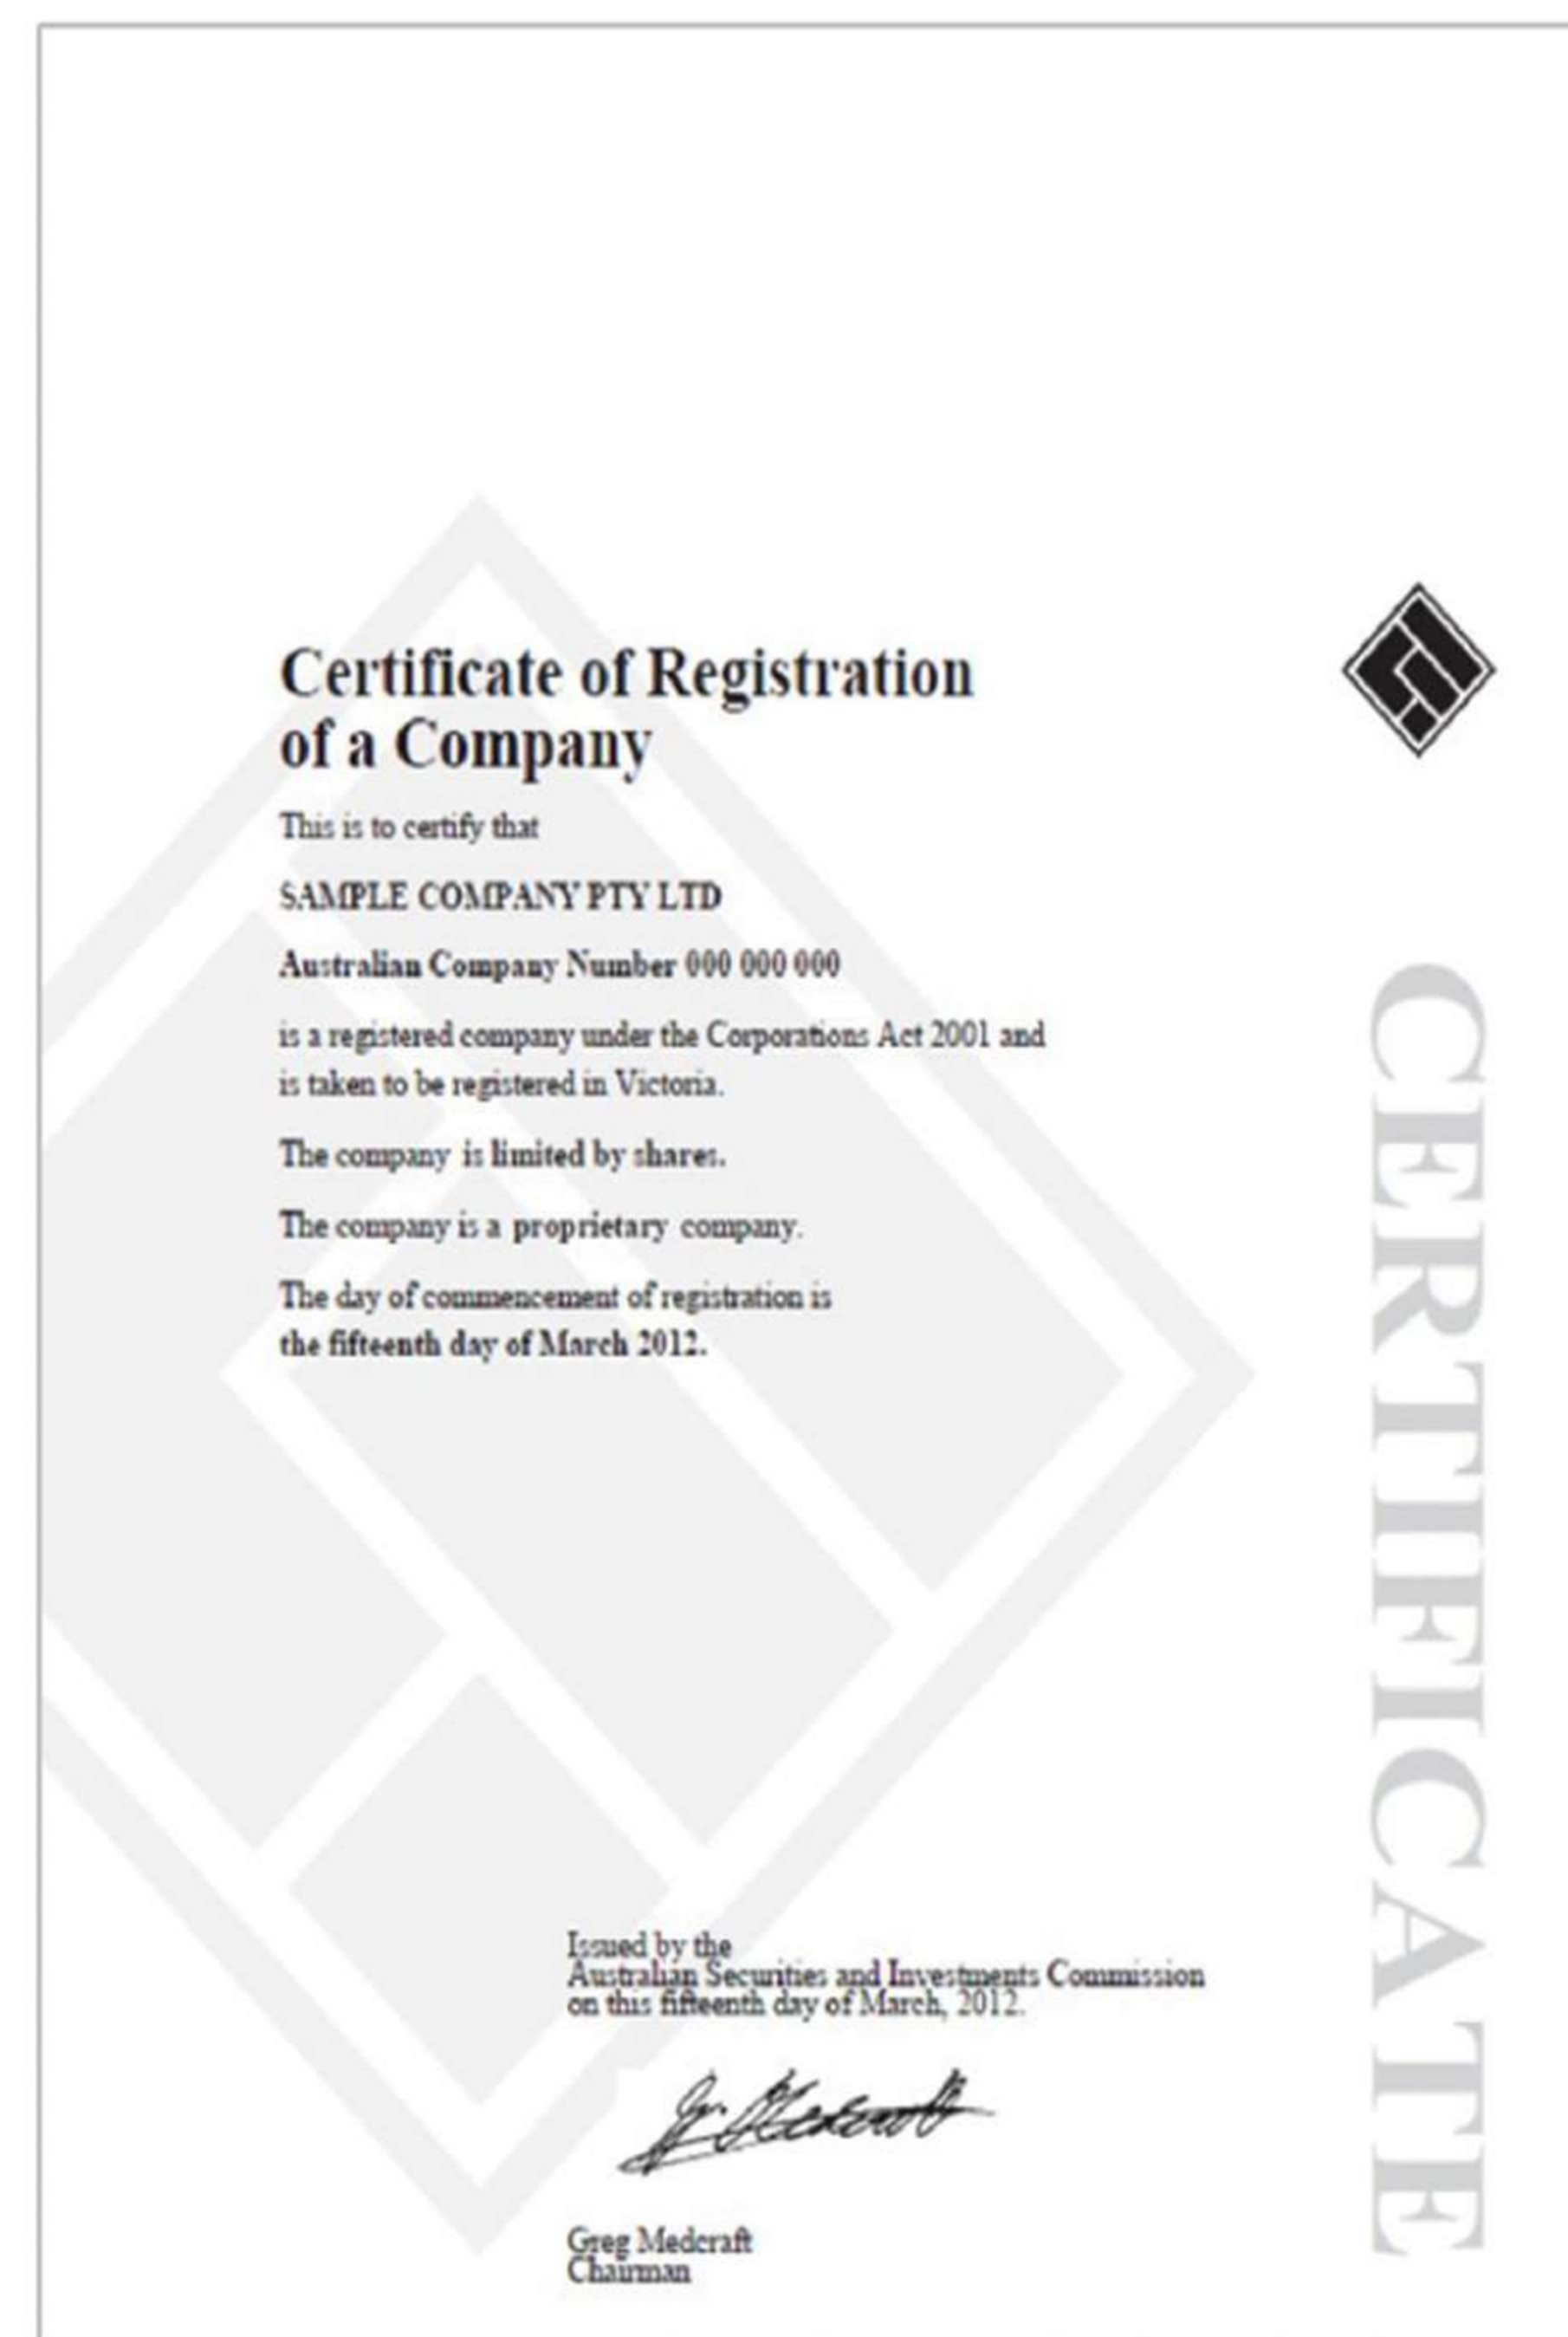 Certificate of Registration
of a Company
This is to certify that
SAMPLE COMPANY PTY LTD
Australian Company Number 000 000 000
is a registered company under the Corporations Act 2001 and
is taken to be registered in Victoria.
The company is limited by shares.
The company is a proprietary company.
The day of commencement of registration is
the fifteenth day of March 2012.
CERTIFICATE
Issued by the
Australian Securities and Investments Commission
on this fifteenth day of March, 2012.
G. Medcraft
Greg Medcraft
Chairman